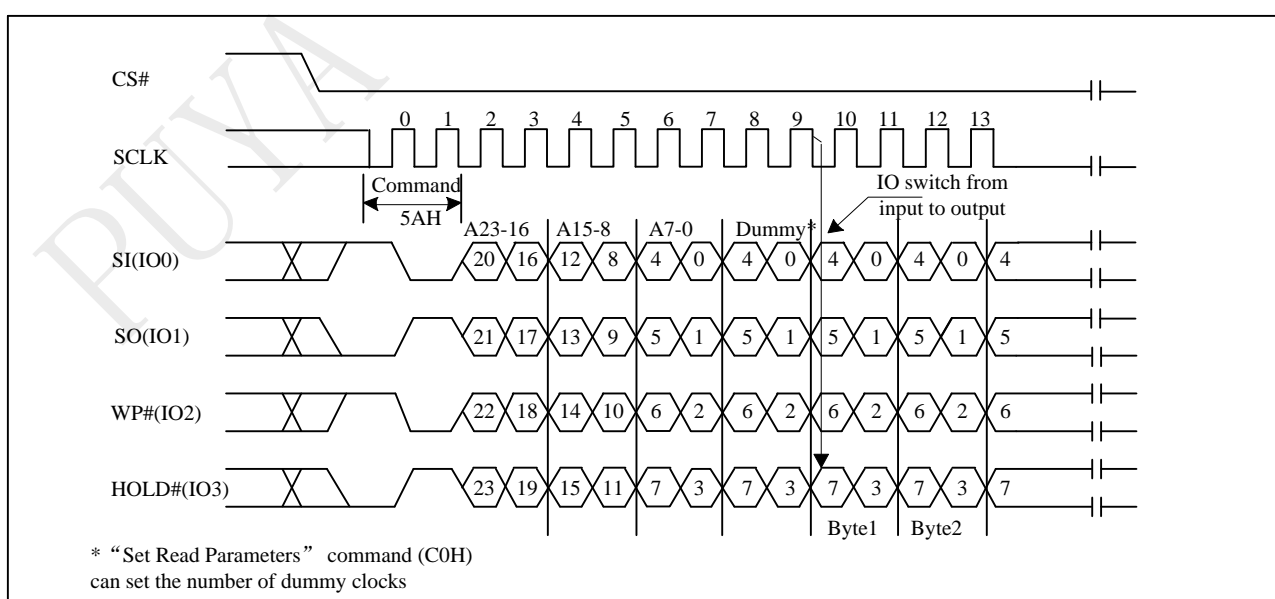 PUYA
CS#
0 1 2 3 4 5 6 7 8 9 10 11 12 13
SCLK
Command
5AH
IO switch from
input to output
A23-16 A15-8 A7-0 Dummy*
SI(IO0) 20 16 12 8 4 0 4 0 4 0 4 0 4
SO(IO1) 21 17 13 9 5 1 5 1 5 1 5 1 5
WP#(IO2) 22 18 14 10 6 2 6 2 6 2 6 2 6
HOLD#(IO3) 23 19 15 11 7 3 7 3 7 3 7 3 7
Byte1 Byte2
* “Set Read Parameters” command (C0H)
can set the number of dummy clocks